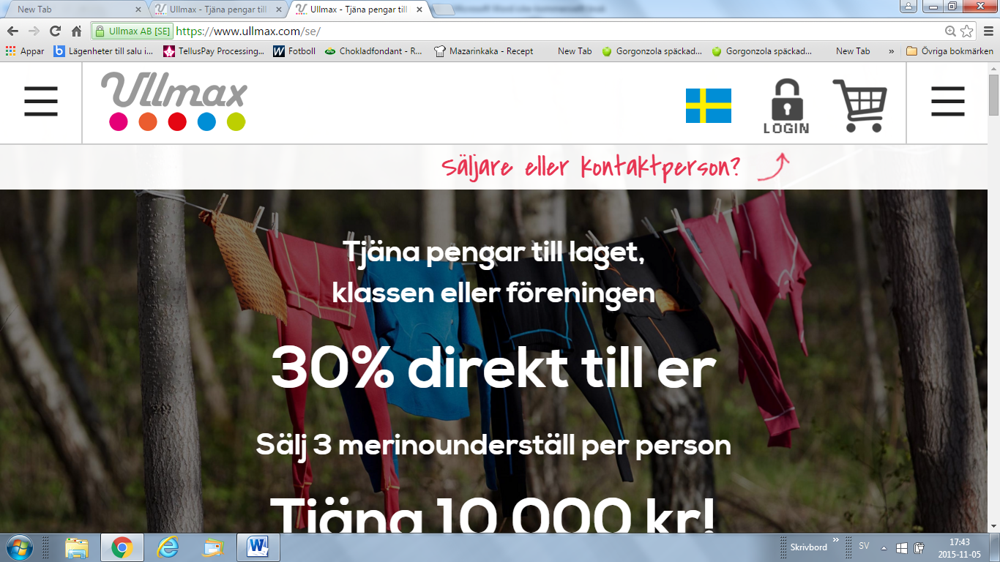 New Tab
Ullmax - Tjäna pengar till
Ullmax - Tjäna pengar till
Ullmax AB [SE] https://www.ullmax.com/se/
Appar Lägenheter till salu i... TellusPay Processing... Fotboll Chokladfondant - R... Mazarinkaka - Recept New Tab Gorgonzola späckad... Gorgonzola späckad... New Tab » Övriga bokmärken
Ullmax
LOGIN
Säljare eller kontaktperson?
Tjäna pengar till laget,
klassen eller föreningen
30% direkt till er
Sälj 3 merinounderställ per person
Tjäna 10 000 kr!
Skrivbord » SV 17:43
2015-11-05